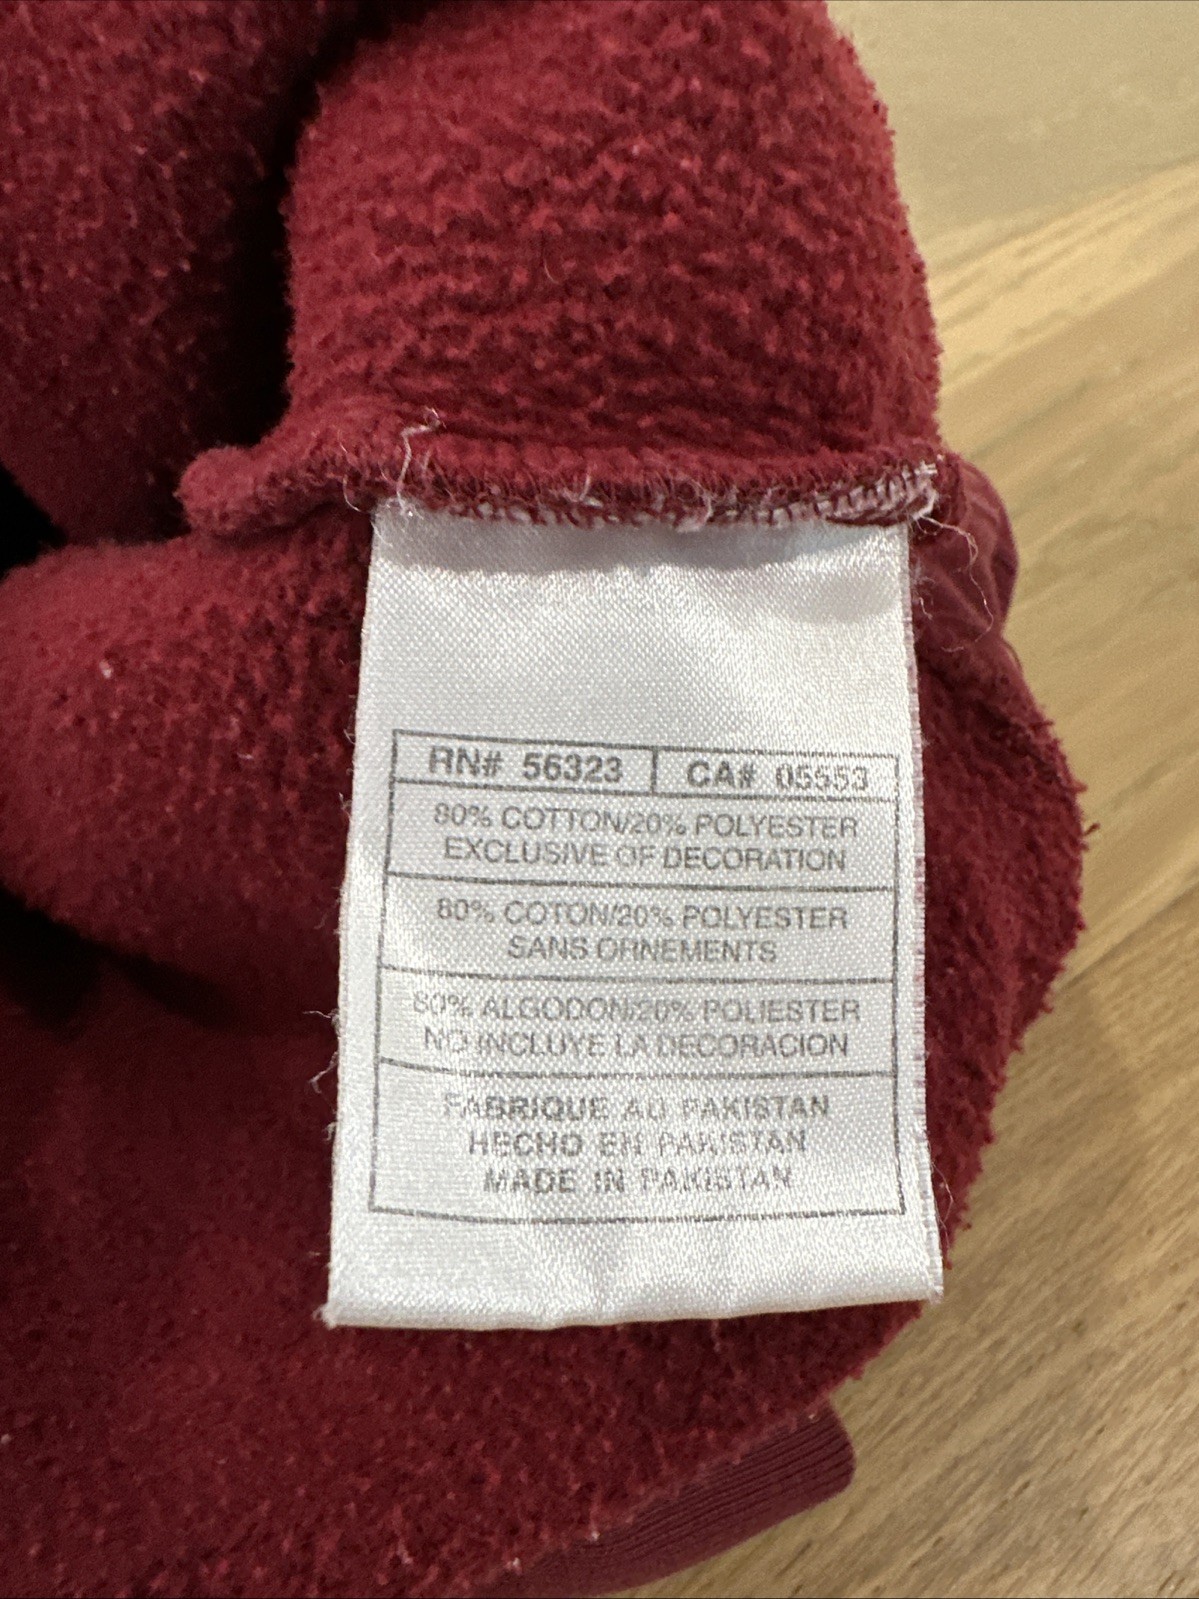 RN# 56323 CA# 05553
80% COTTON/20% POLYESTER
EXCLUSIVE OF DECORATION
80% COTON/20% POLYESTER
SANS ORNEMENTS
80% ALGODON/20% POLIESTER
NO INCLUYE LA DECORACION
FABRIQUE AU PAKISTAN
HECHO EN PAKISTAN
MADE IN PAKISTAN